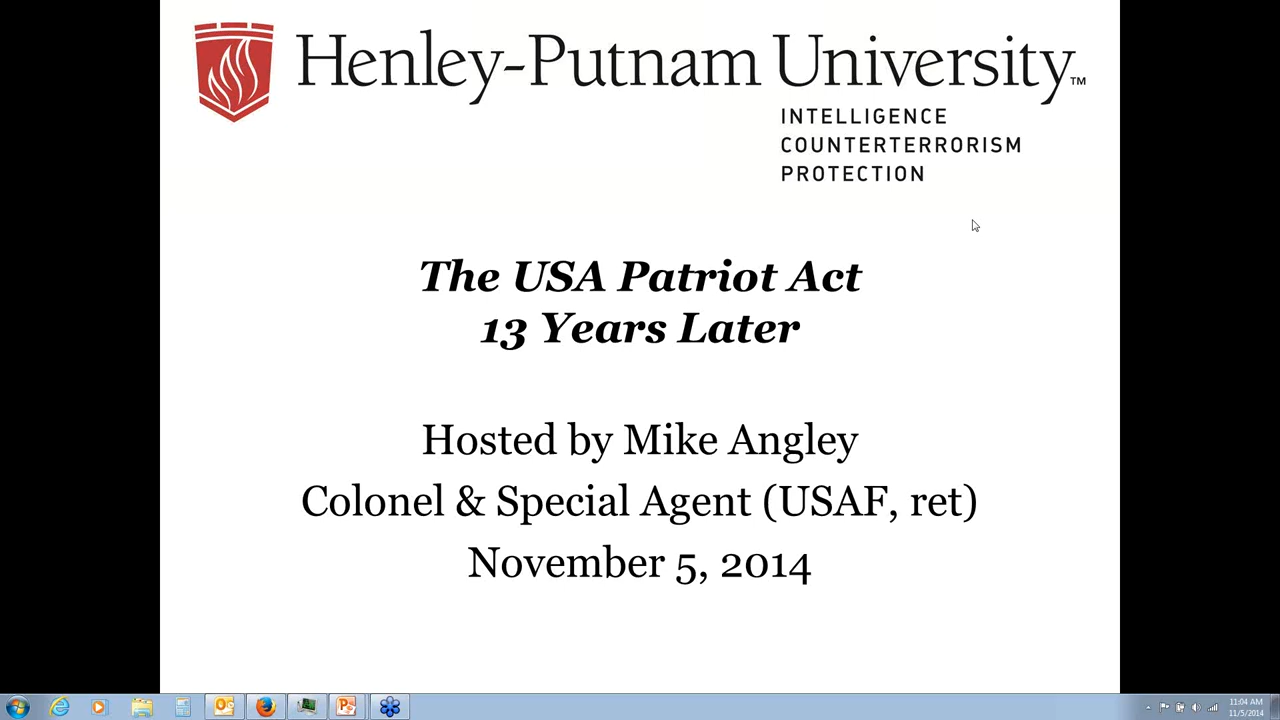 Henley-Putnam University™
INTELLIGENCE
COUNTERTERRORISM
PROTECTION
The USA Patriot Act
13 Years Later
Hosted by Mike Angley
Colonel & Special Agent (USAF, ret)
November 5, 2014
11:04 AM
11/5/2014